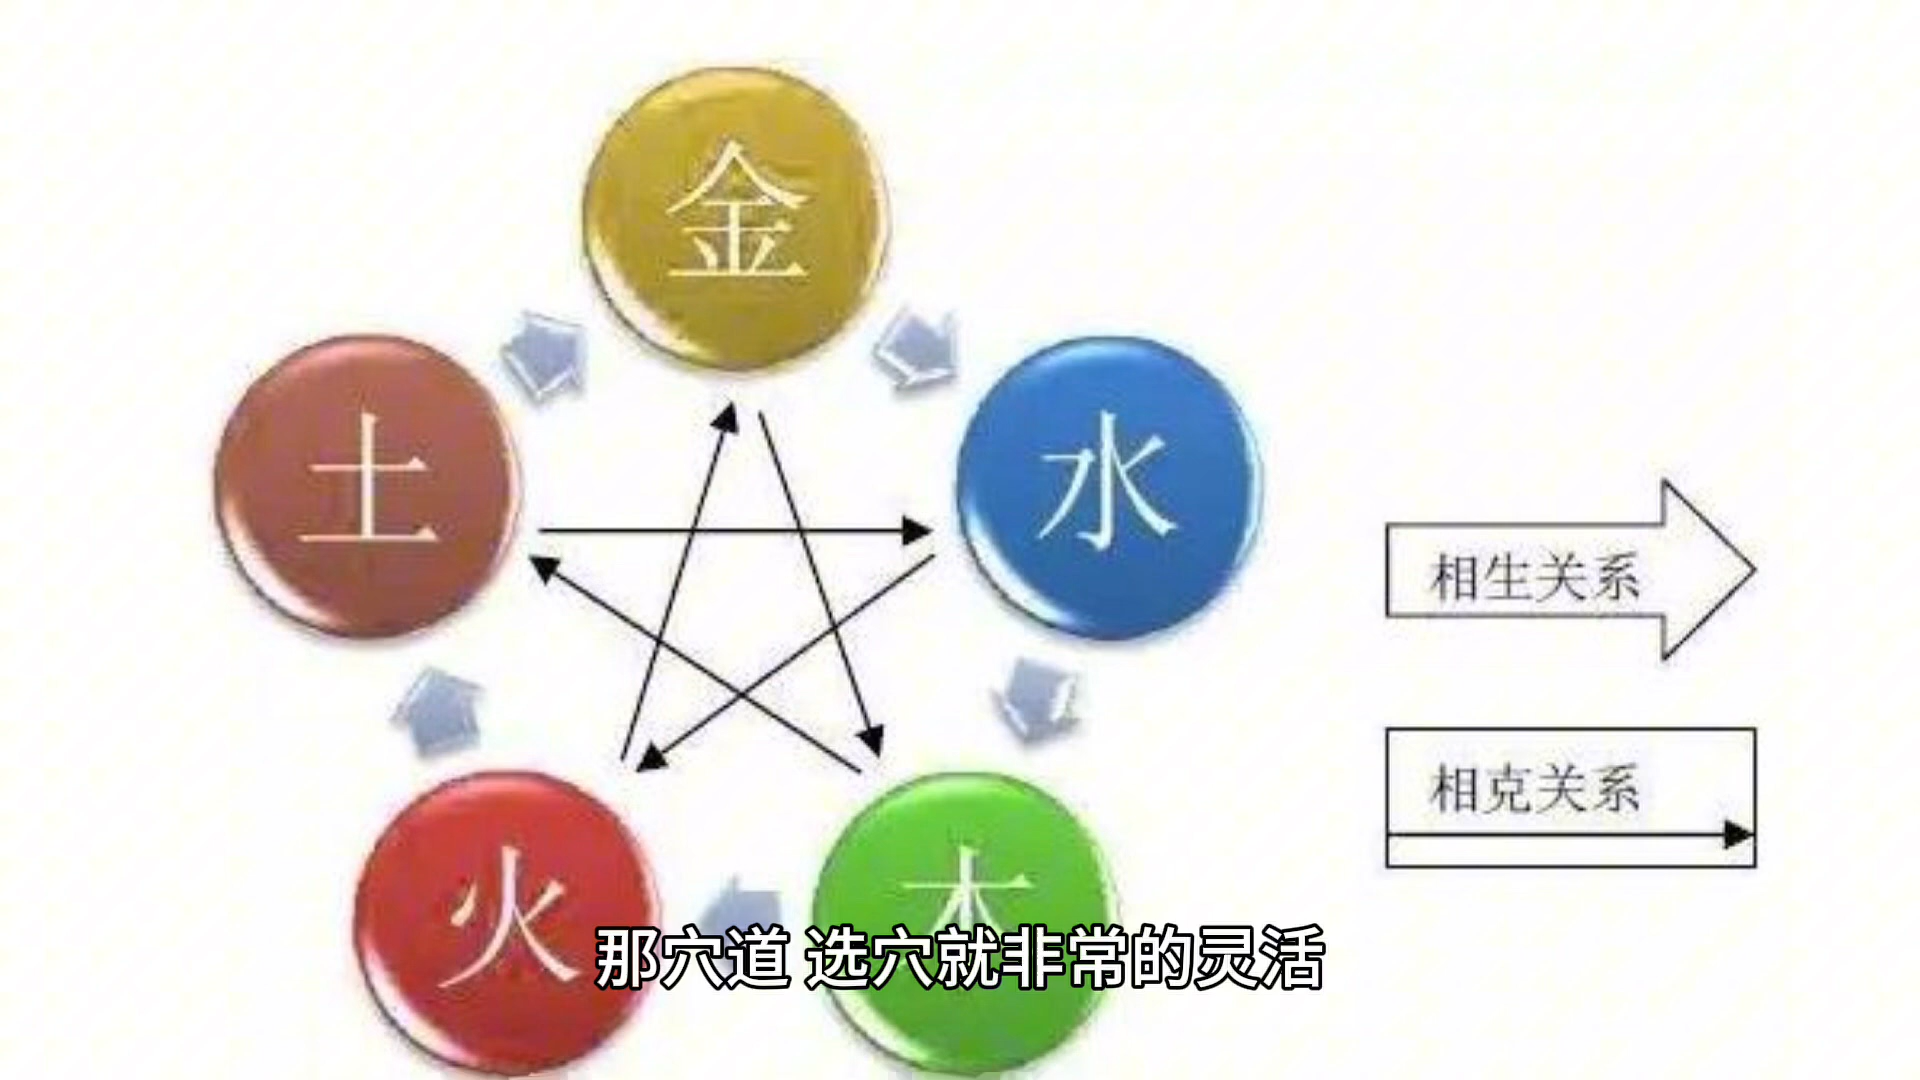 金
土
水
相生关系
相克关系
火
木
那穴道 选穴就非常的灵活